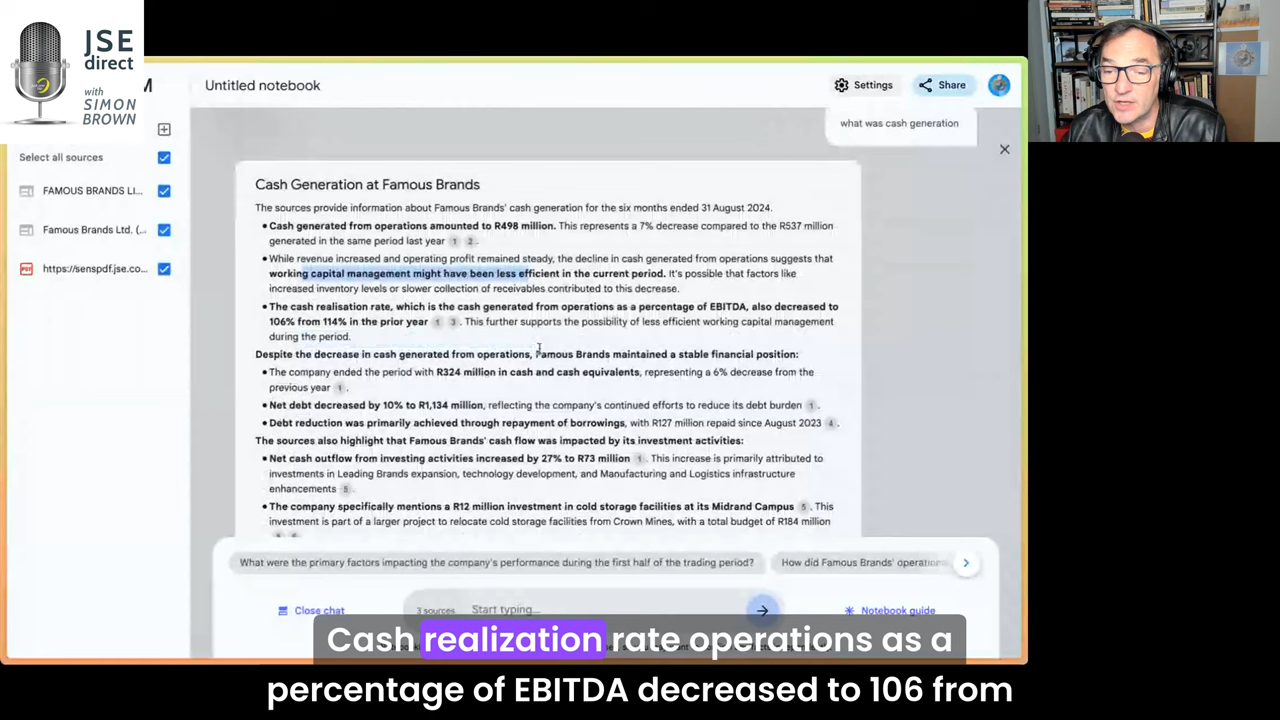 JSE
direct
with
SIMON
BROWN
M
Untitled notebook
Settings
Share
what was cash generation
Select all sources
FAMOUS BRANDS LI...
Famous Brands Ltd. (...
https://senspdf.jse.co...
Cash Generation at Famous Brands
The sources provide information about Famous Brands' cash generation for the six months ended 31 August 2024.
• Cash generated from operations amounted to R498 million. This represents a 7% decrease compared to the R537 million
generated in the same period last year 1 2 .
• While revenue increased and operating profit remained steady, the decline in cash generated from operations suggests that
working capital management might have been less efficient in the current period. It's possible that factors like
increased inventory levels or slower collection of receivables contributed to this decrease.
• The cash realisation rate, which is the cash generated from operations as a percentage of EBITDA, also decreased to
106% from 114% in the prior year 1 3 . This further supports the possibility of less efficient working capital management
during the period.
Despite the decrease in cash generated from operations, Famous Brands maintained a stable financial position:
• The company ended the period with R324 million in cash and cash equivalents, representing a 6% decrease from the
previous year 1 .
• Net debt decreased by 10% to R1,134 million, reflecting the company's continued efforts to reduce its debt burden 1 .
• Debt reduction was primarily achieved through repayment of borrowings, with R127 million repaid since August 2023 4 .
The sources also highlight that Famous Brands' cash flow was impacted by its investment activities:
• Net cash outflow from investing activities increased by 27% to R73 million 1 . This increase is primarily attributed to
investments in Leading Brands expansion, technology development, and Manufacturing and Logistics infrastructure
enhancements 5 .
• The company specifically mentions a R12 million investment in cold storage facilities at its Midrand Campus 5 . This
investment is part of a larger project to relocate cold storage facilities from Crown Mines, with a total budget of R184 million
What were the primary factors impacting the company's performance during the first half of the trading period?
How did Famous Brands' operation
Close chat
3 sources
Start typing...
Notebook guide
Cash realization rate operations as a
percentage of EBITDA decreased to 106 from